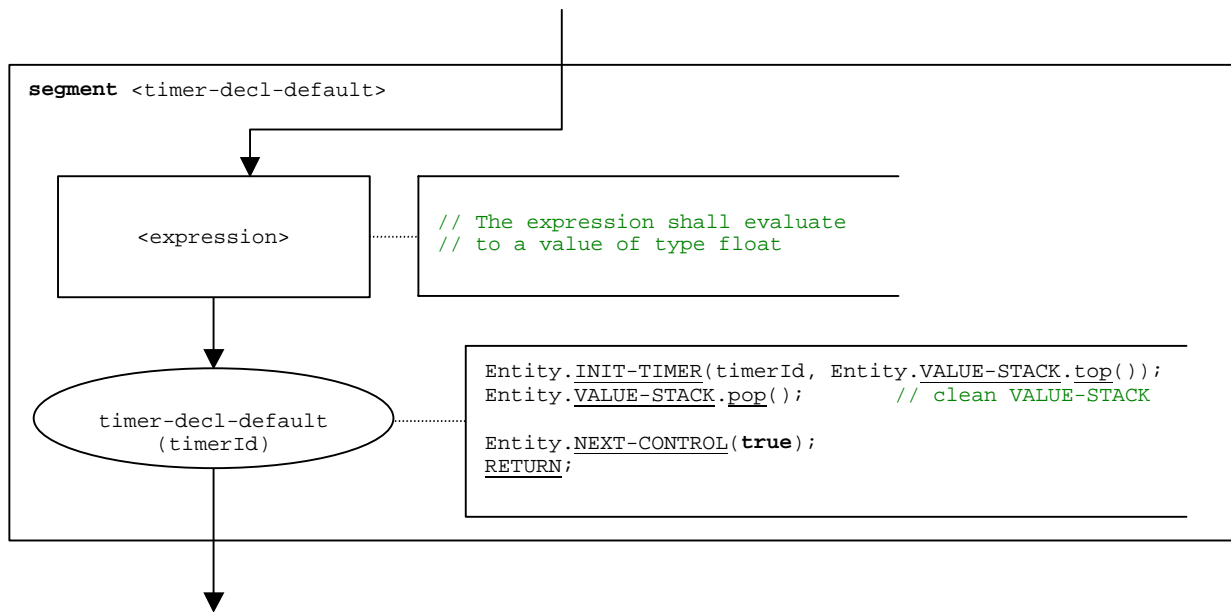 segment <timer-decl-default>
<expression>
// The expression shall evaluate
// to a value of type float
timer-decl-default
(timerId)
Entity.INIT-TIMER(timerId, Entity.VALUE-STACK.top());
Entity.VALUE-STACK.pop(); // clean VALUE-STACK
Entity.NEXT-CONTROL(true);
RETURN;